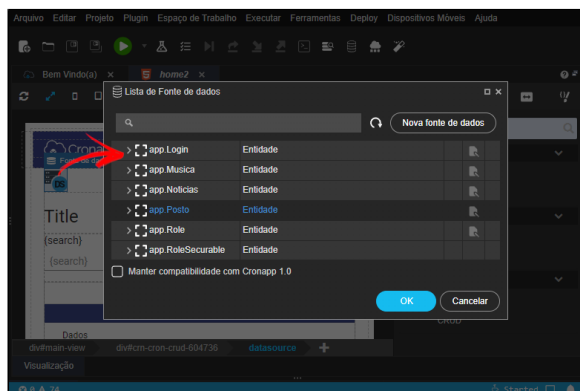 Arquivo Editar Projeto Plugin Espaço de Trabalho Executar Ferramentas Deploy Dispositivos Móveis Ajuda
Bem Vindo(a) × home2 ×
Lista de Fonte de dados
Nova fonte de dados
app.Login Entidade
app.Musica Entidade
app.Noticias Entidade
app.Posto Entidade
app.Role Entidade
app.RoleSecurable Entidade
Manter compatibilidade com Cronapp 1.0
OK Cancelar
Title
{search}
{search}
Dados
CRUD
div#main-view div#crn-cron-crud-604736 datasource
Visualização
Started